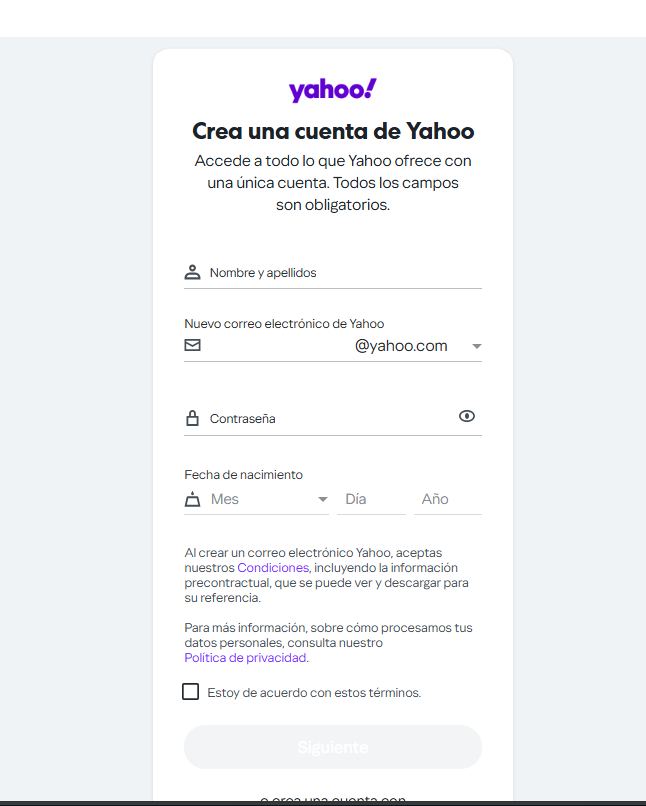 yahoo!
Crea una cuenta de Yahoo
Accede a todo lo que Yahoo ofrece con
una única cuenta. Todos los campos
son obligatorios.
Nombre y apellidos
Nuevo correo electrónico de Yahoo
@yahoo.com
Contraseña
Fecha de nacimiento
Mes Día Año
Al crear un correo electrónico Yahoo, aceptas
nuestros Condiciones, incluyendo la información
precontractual, que se puede ver y descargar para
su referencia.
Para más información, sobre cómo procesamos tus
datos personales, consulta nuestro
Política de privacidad.
Estoy de acuerdo con estos términos.
Siguiente
o crea una cuenta con